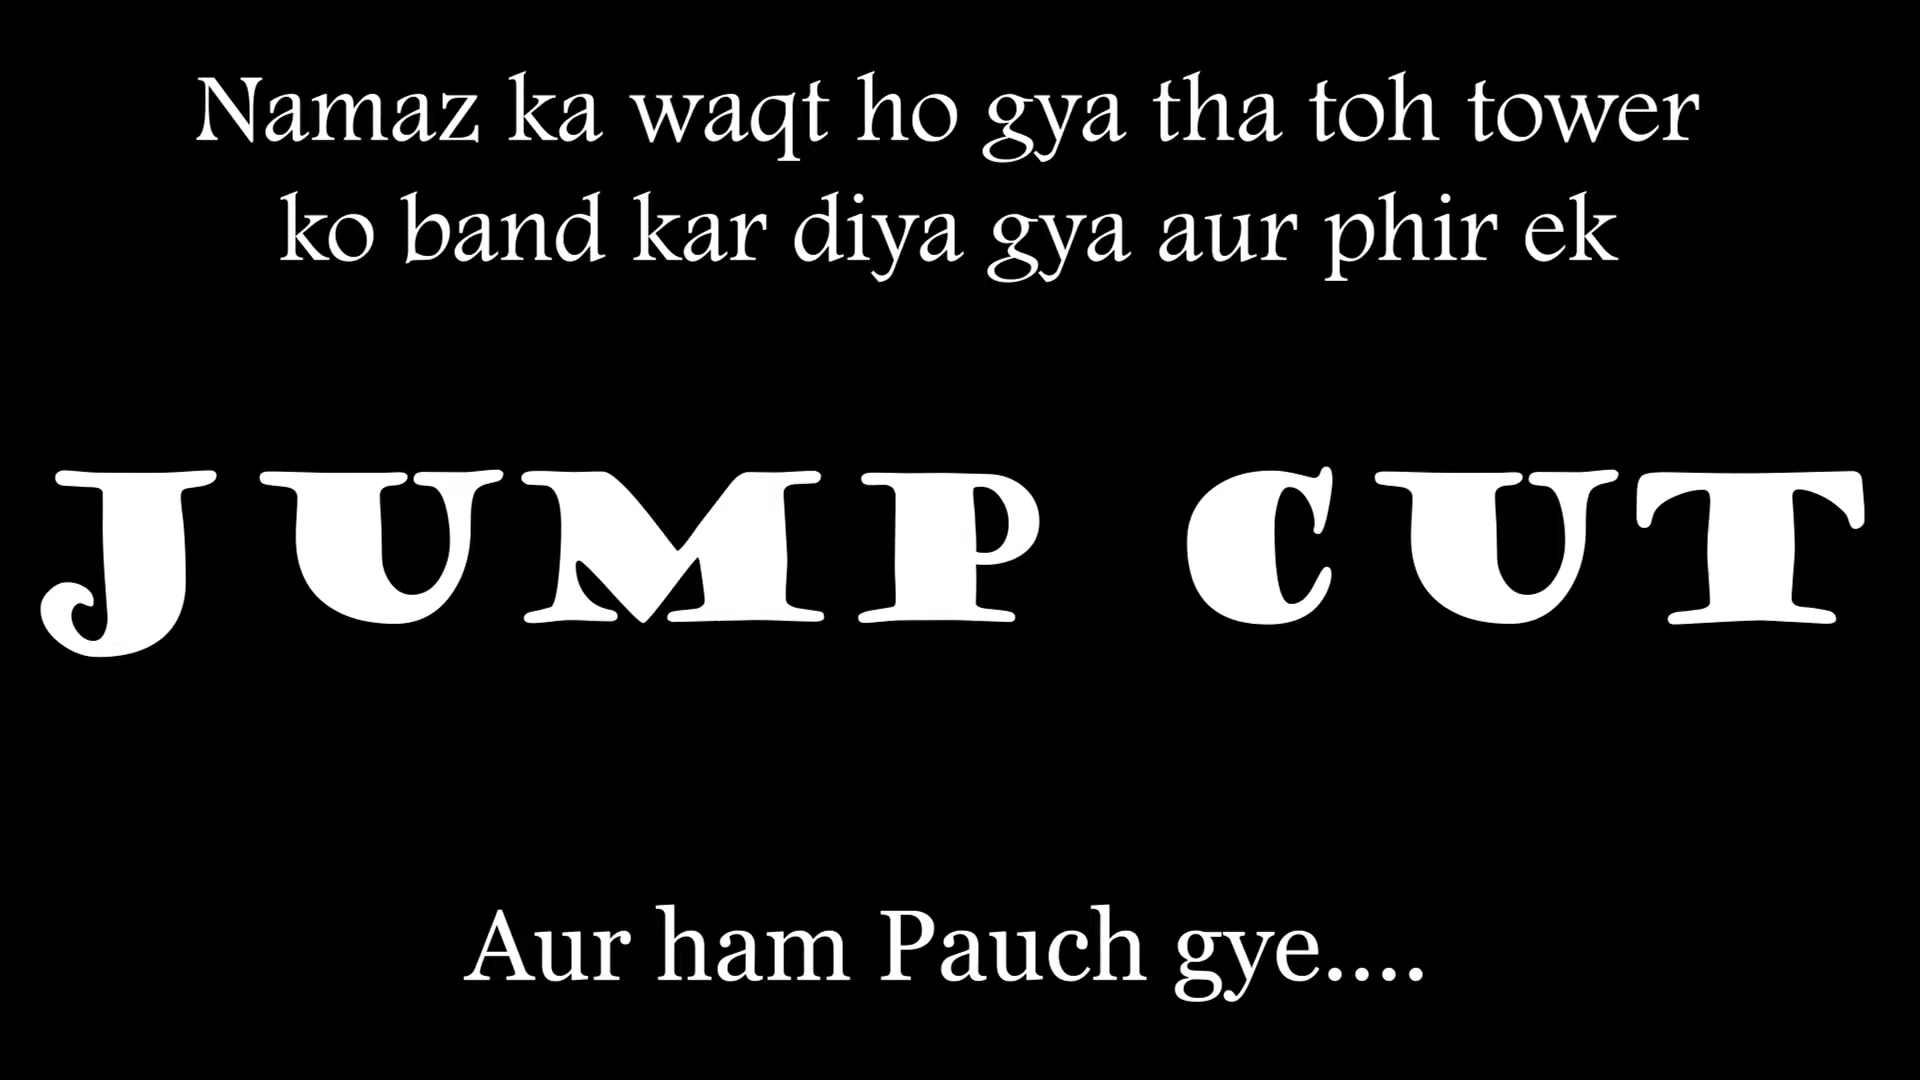 Namaz ka waqt ho gya tha toh tower
ko band kar diya gya aur phir ek
JUMP CUT
Aur ham Pauch gye....